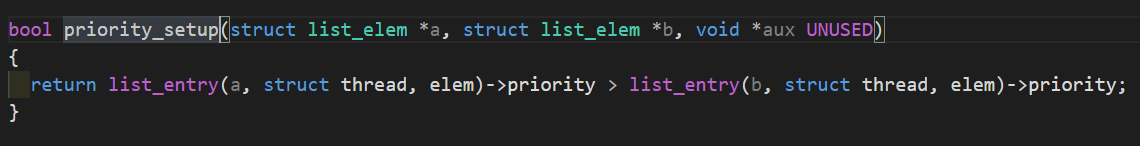 bool priority_setup(struct list_elem *a, struct list_elem *b, void *aux UNUSED)
{
  return list_entry(a, struct thread, elem)->priority > list_entry(b, struct thread, elem)->priority;
}